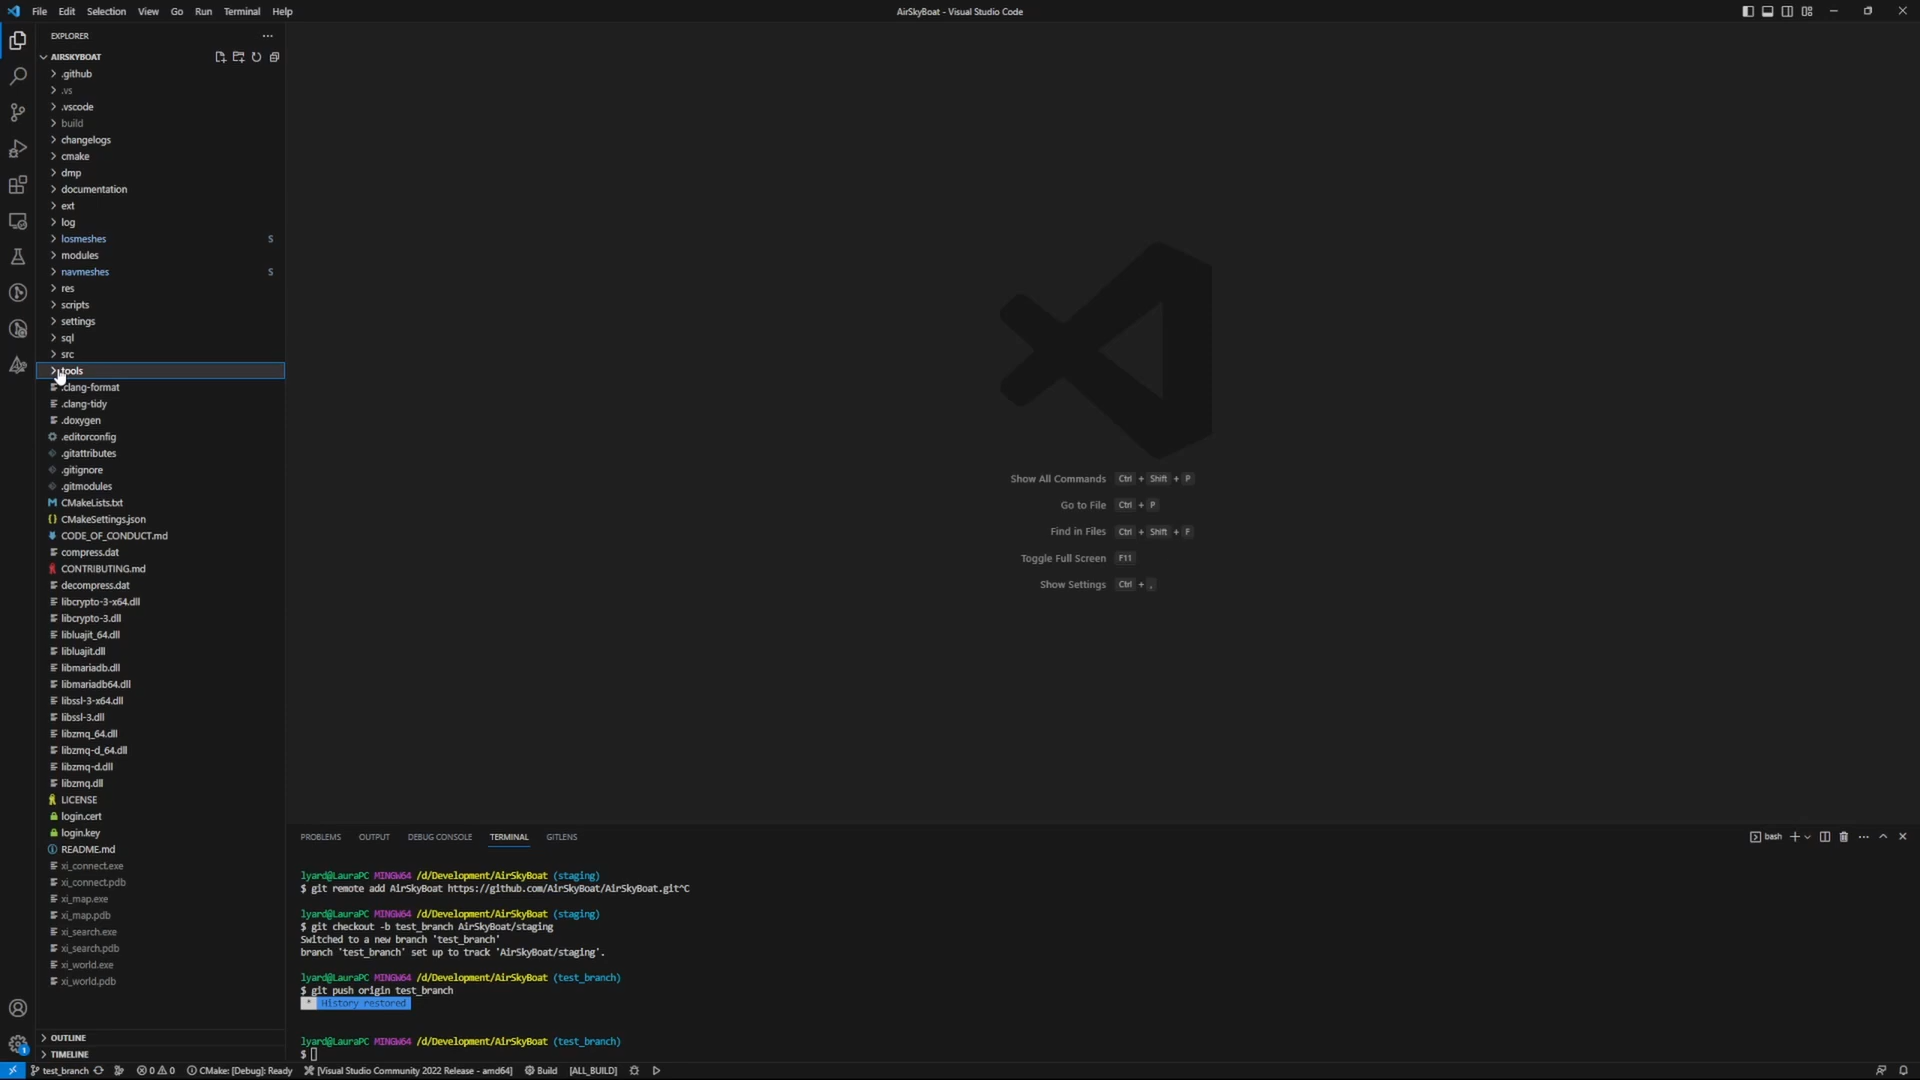 File Edit Selection View Go Run Terminal Help
AirSkyBoat - Visual Studio Code
EXPLORER
AIRSKYBOAT
.github
.vs
.vscode
build
changelogs
cmake
dmp
documentation
ext
log
losmeshes S
modules
navmeshes S
res
scripts
settings
sql
src
tools
.clang-format
.clang-tidy
.doxygen
.editorconfig
.gitattributes
.gitignore
.gitmodules
CMakeLists.txt
CMakeSettings.json
CODE_OF_CONDUCT.md
compress.dat
CONTRIBUTING.md
decompress.dat
libcrypto-3-x64.dll
libcrypto-3.dll
libluajit_64.dll
libluajit.dll
libmariadb.dll
libmariadb64.dll
libssl-3-x64.dll
libssl-3.dll
libzmq_64.dll
libzmq-d_64.dll
libzmq-d.dll
libzmq.dll
LICENSE
login.cert
login.key
README.md
xi_connect.exe
xi_connect.pdb
xi_map.exe
xi_map.pdb
xi_search.exe
xi_search.pdb
xi_world.exe
xi_world.pdb
OUTLINE
TIMELINE
Show All Commands Ctrl + Shift + P
Go to File Ctrl + P
Find in Files Ctrl + Shift + F
Toggle Full Screen F11
Show Settings Ctrl + ,
PROBLEMS OUTPUT DEBUG CONSOLE TERMINAL GITLENS
bash
lyard@LauraPC MINGW64 /d/Development/AirSkyBoat (staging)
$ git remote add AirSkyBoat https://github.com/AirSkyBoat/AirSkyBoat.git^C
lyard@LauraPC MINGW64 /d/Development/AirSkyBoat (staging)
$ git checkout -b test_branch AirSkyBoat/staging
Switched to a new branch 'test_branch'
branch 'test_branch' set up to track 'AirSkyBoat/staging'.
lyard@LauraPC MINGW64 /d/Development/AirSkyBoat (test_branch)
$ git push origin test_branch
* History restored
lyard@LauraPC MINGW64 /d/Development/AirSkyBoat (test_branch)
$
1
test_branch 0 0 CMake: [Debug]: Ready [Visual Studio Community 2022 Release - amd64] Build [ALL_BUILD]